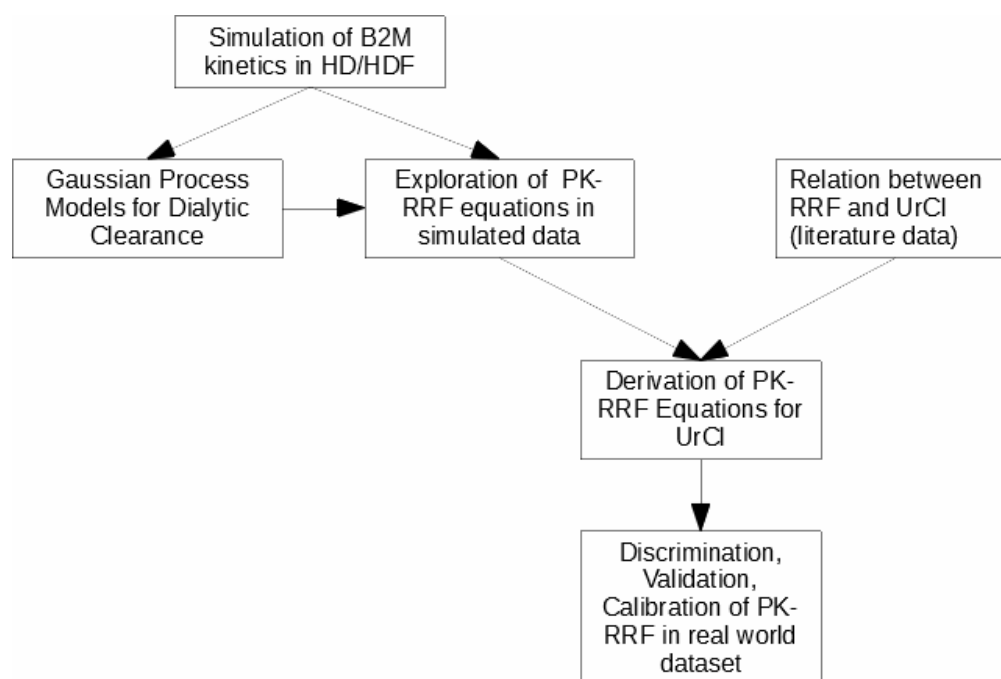 Simulation of B2M
kinetics in HD/HDF
Gaussian Process
Models for Dialytic
Clearance
Exploration of PK-
RRF equations in
simulated data
Relation between
RRF and UrCl
(literature data)
Derivation of PK-
RRF Equations for
UrCl
Discrimination,
Validation,
Calibration of PK-
RRF in real world
dataset